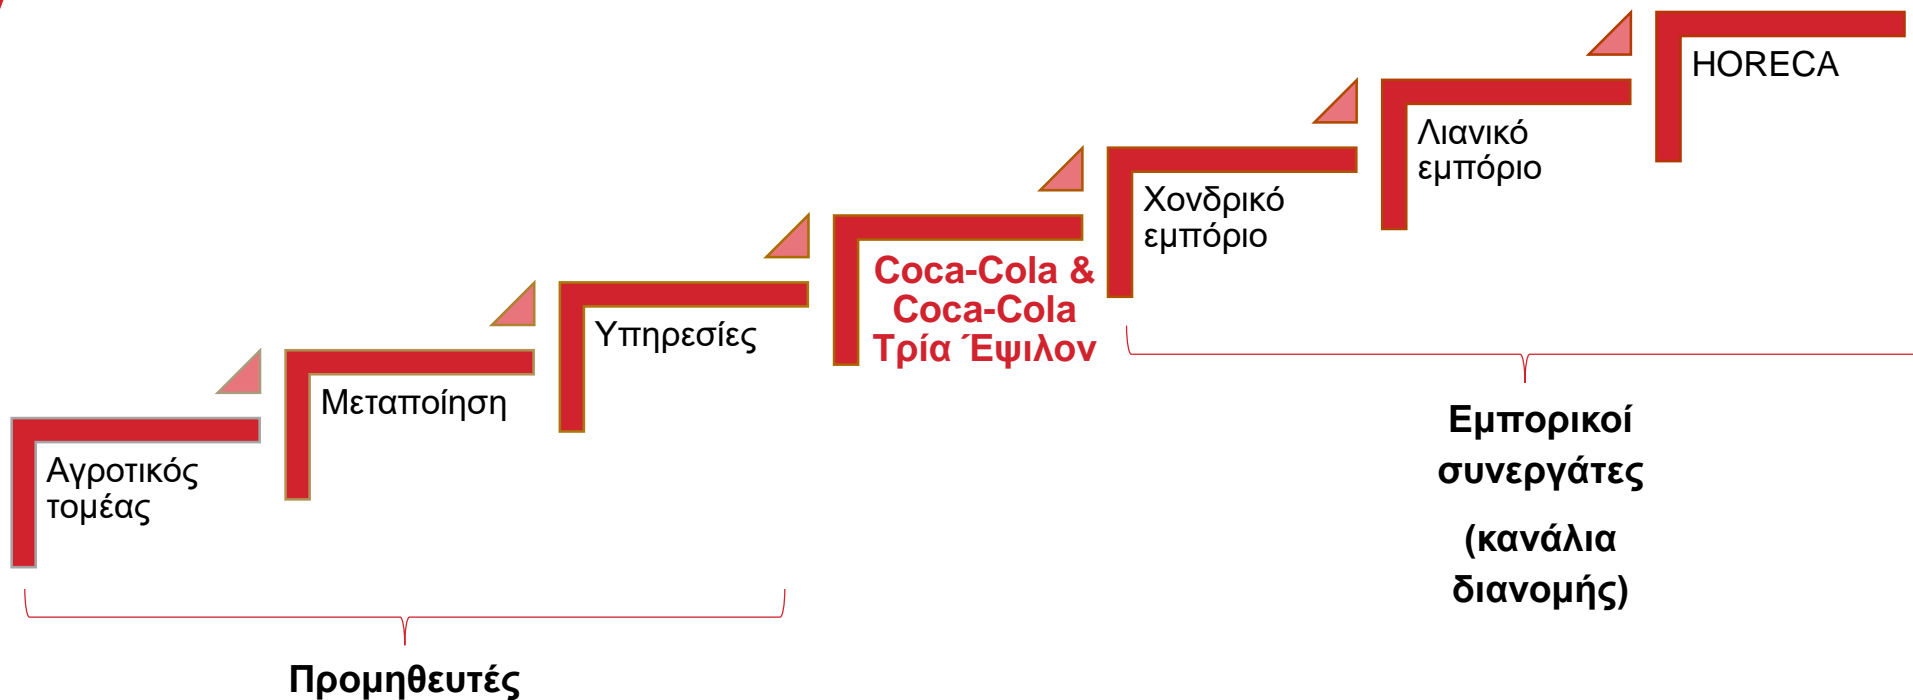 Αγροτικός
τομέας
Μεταποίηση
Υπηρεσίες
Coca-Cola &
Coca-Cola
Τρία Έψιλον
Χονδρικό
εμπόριο
Λιανικό
εμπόριο
HORECA
Προμηθευτές
Εμπορικοί
συνεργάτες
(κανάλια
διανομής)